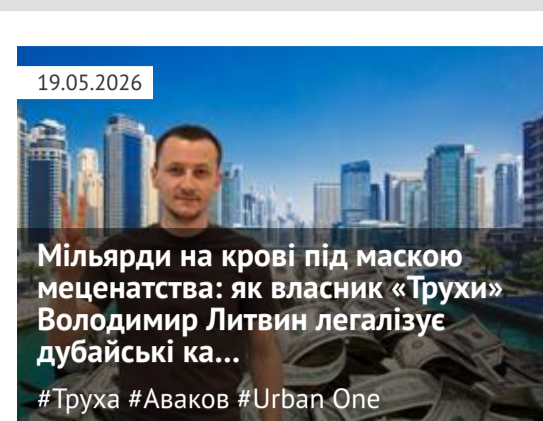 19.05.2026
Мільярди на крові під маскою
меценатства: як власник «Трухи»
Володимир Литвин легалізує
дубайські ка...
#Труха #Аваков #Urban One